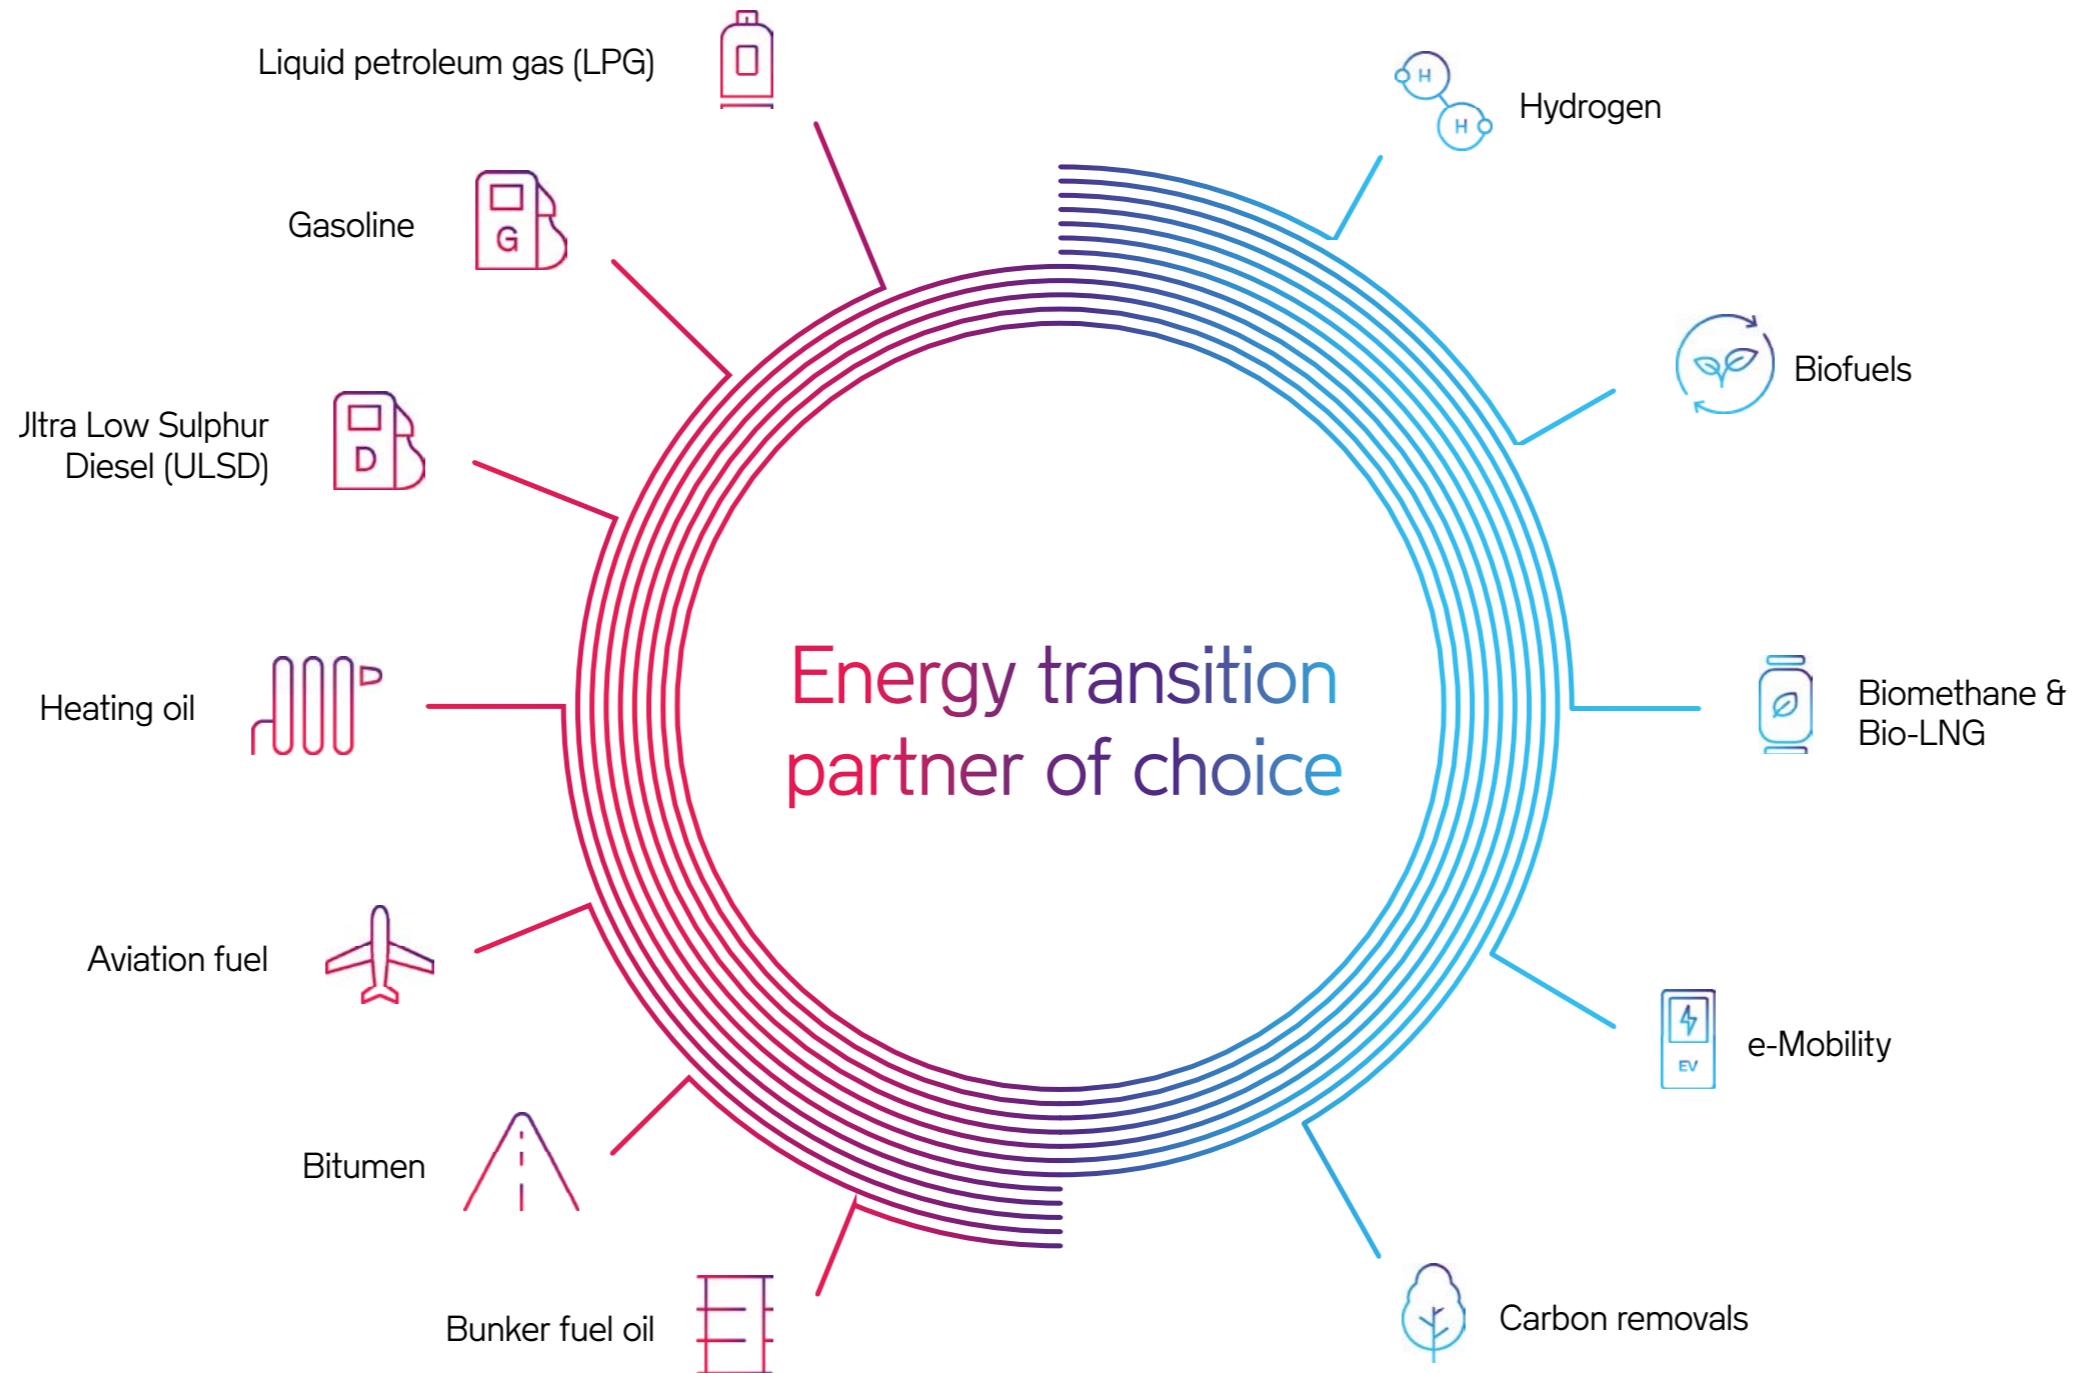 Liquid petroleum gas (LPG)
Gasoline
G
Ultra Low Sulphur
Diesel (ULSD)
D
Heating oil
Aviation fuel
Bitumen
Bunker fuel oil
Energy transition
partner of choice
H
H
Hydrogen
Biofuels
Biomethane &
Bio-LNG
e-Mobility
EV
Carbon removals